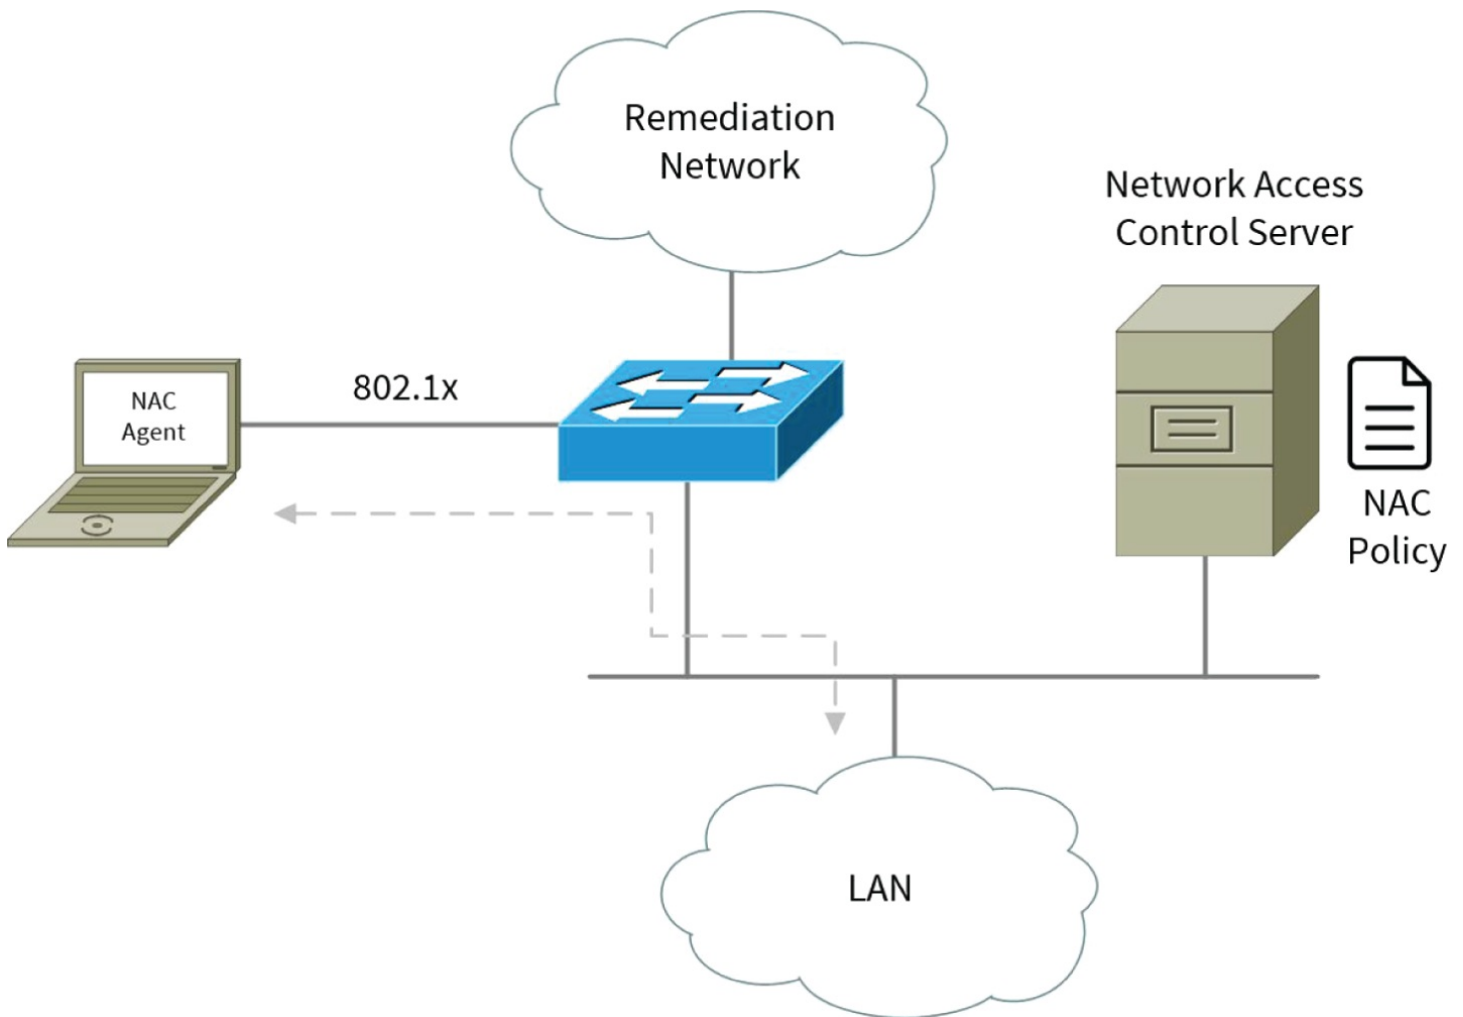 Remediation
Network
Network Access
Control Server
802.1x
NAC
Agent
NAC
Policy
LAN